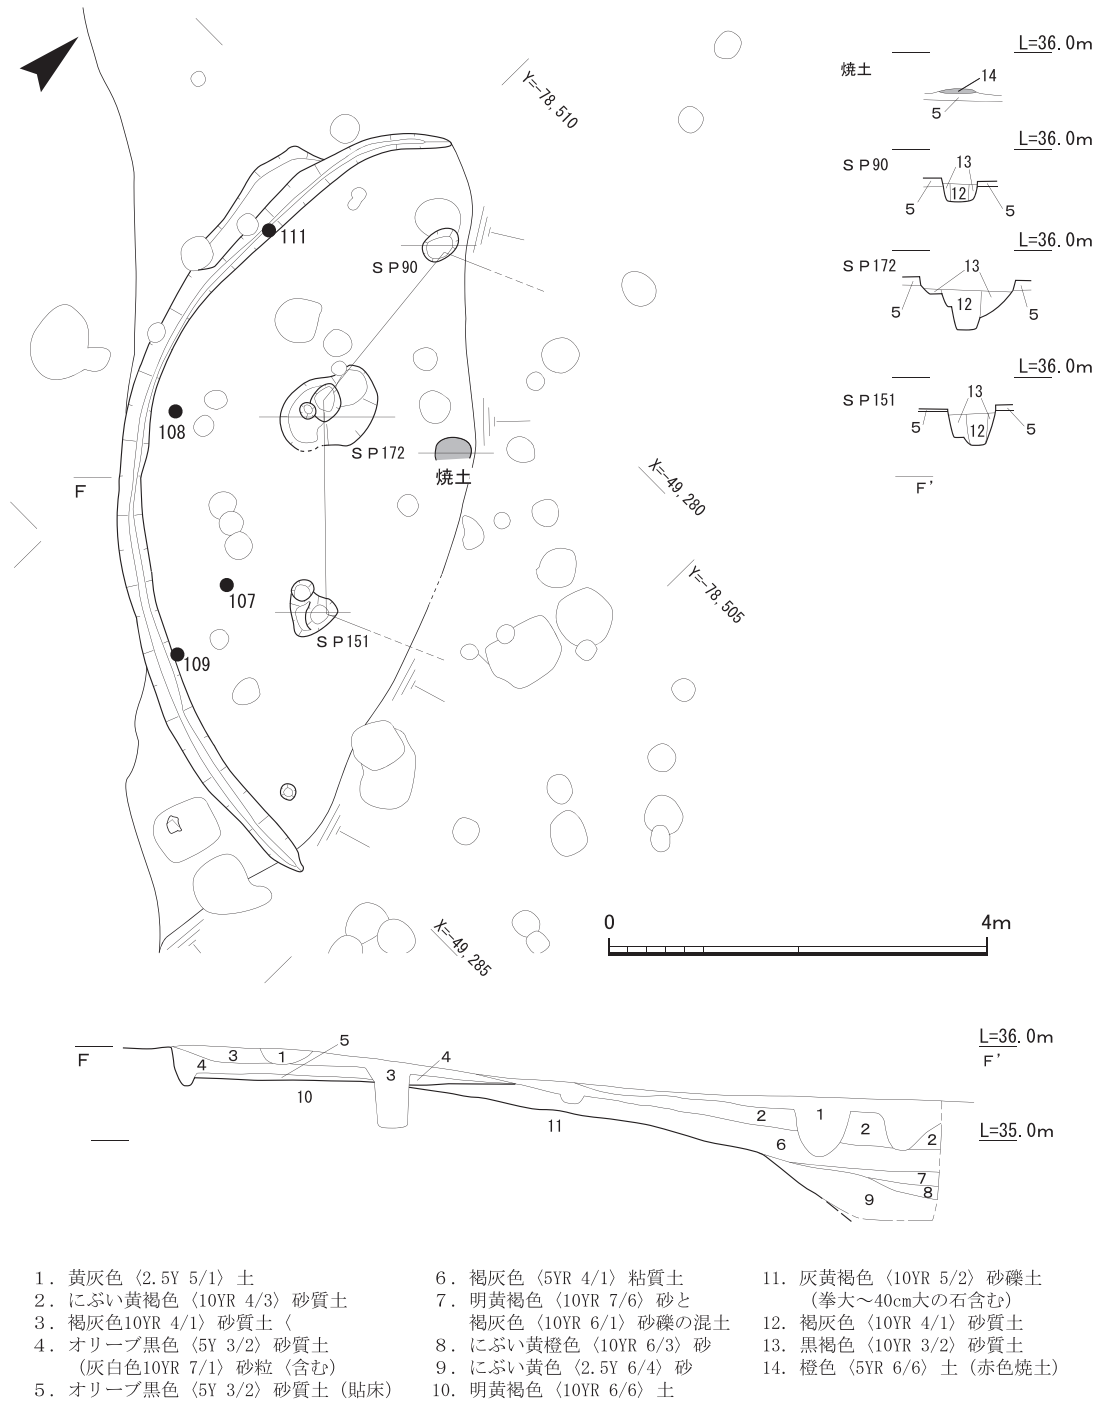 L=36.0m
焼土
14
5
Y=-78,510
L=36.0m
SP90
13
12
5
5
111
SP90
L=36.0m
SP172
13
12
5
5
L=36.0m
SP151
13
5
12
5
108
SP172
焼土
F
X=-49,280
F'
107
Y=-78,505
SP151
109
0
4m
X=-49,285
L=36.0m
F
F'
5
3
1
4
4
3
10
11
2
1
2
2
L=35.0m
6
7
8
9
1. 黄灰色〈2.5Y 5/1〉土
2. にぶい黄褐色〈10YR 4/3〉砂質土
3. 褐灰色10YR 4/1〉砂質土〈
4. オリーブ黒色〈5Y 3/2〉砂質土
(灰白色10YR 7/1〉砂粒〈含む)
5. オリーブ黒色〈5Y 3/2〉砂質土(貼床)
6. 褐灰色〈5YR 4/1〉粘質土
7. 明黄褐色〈10YR 7/6〉砂と
褐灰色〈10YR 6/1〉砂礫の混土
8. にぶい黄橙色〈10YR 6/3〉砂
9. にぶい黄色〈2.5Y 6/4〉砂
10. 明黄褐色〈10YR 6/6〉土
11. 灰黄褐色〈10YR 5/2〉砂礫土
(拳大～40cm大の石含む)
12. 褐灰色〈10YR 4/1〉砂質土
13. 黒褐色〈10YR 3/2〉砂質土
14. 橙色〈5YR 6/6〉土(赤色焼土)